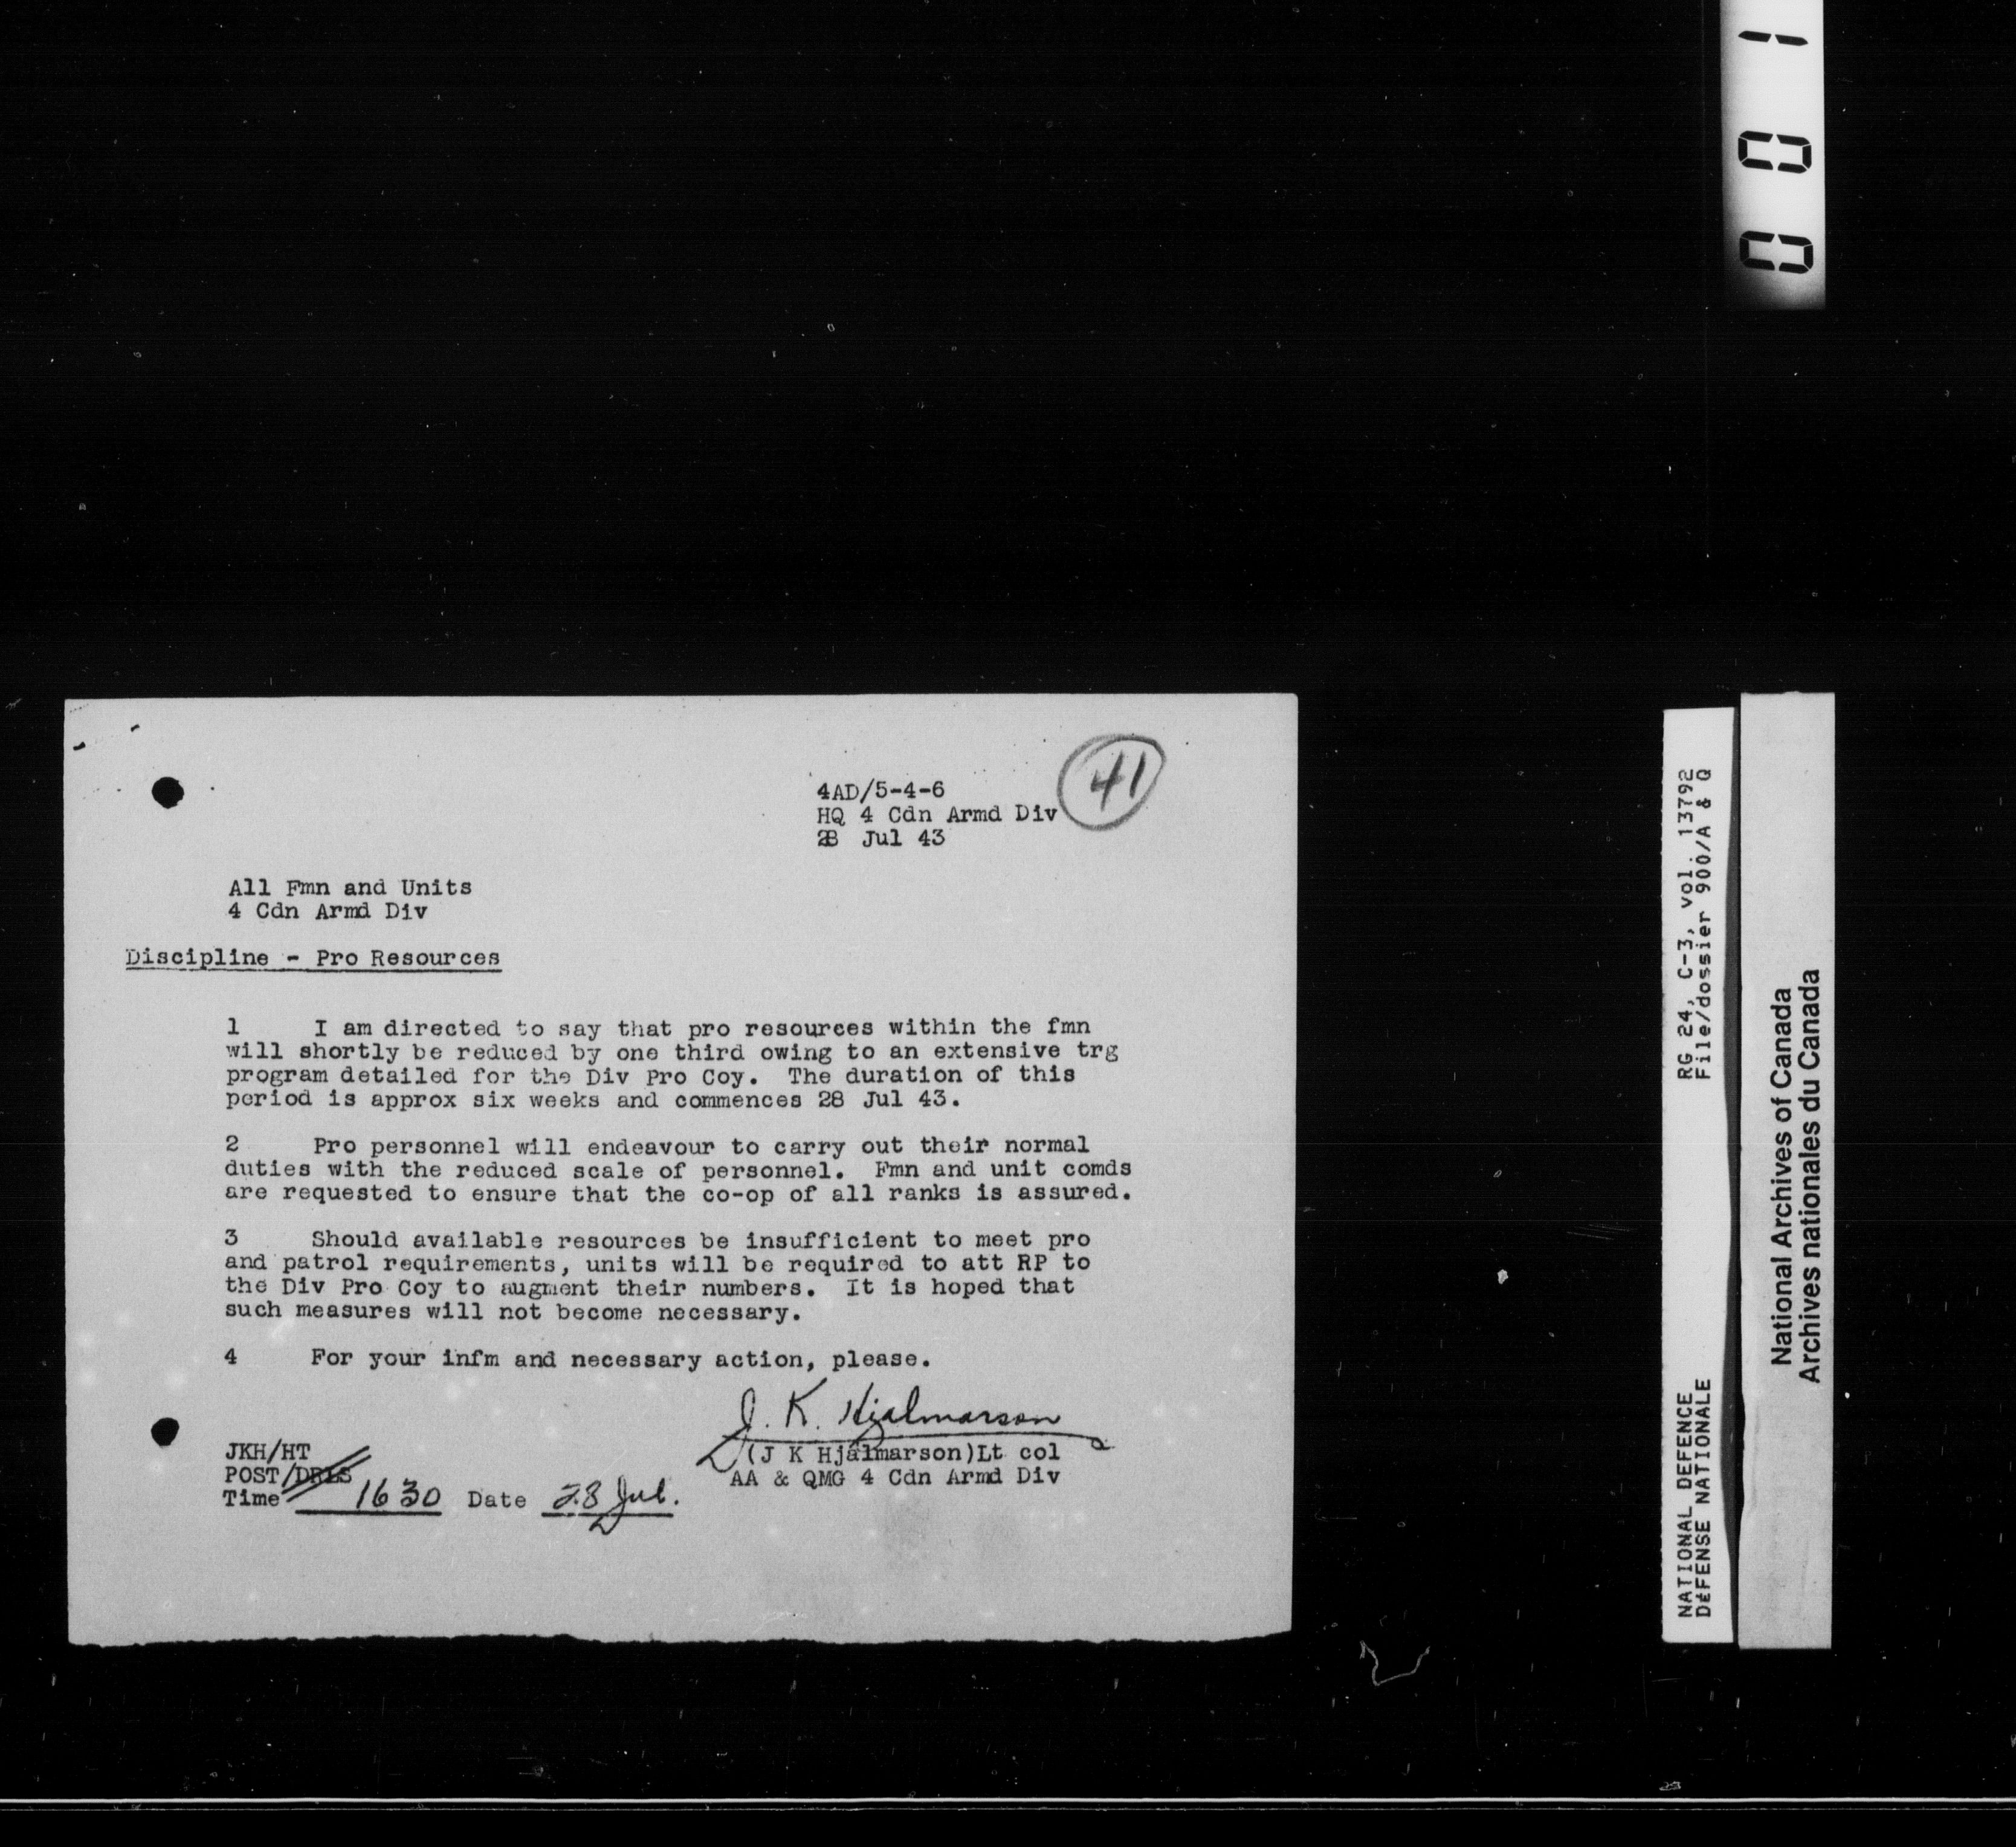 001
41
4AD/5-4-6
HQ 4 Cdn Armd Div
28 Jul 43
All Fmn and Units
4 Cdn Armd Div
Discipline - Pro Resources
1 I am directed to say that pro resources within the fmn
will shortly be reduced by one third owing to an extensive trg
program detailed for the Div Pro Coy. The duration of this
period is approx six weeks and commences 28 Jul 43.
2 Pro personnel will endeavour to carry out their normal
duties with the reduced scale of personnel. Fmn and unit comds
are requested to ensure that the co-op of all ranks is assured.
3 Should available resources be insufficient to meet pro
and patrol requirements, units will be required to att RP to
the Div Pro Coy to augment their numbers. It is hoped that
such measures will not become necessary.
4 For your infm and necessary action, please.
J. K. Hjalmarson
(J K Hjalmarson)Lt col
AA & QMG 4 Cdn Armd Div
JKH/HT
POST/DRLS
Time 1630 Date 28 Jul.
RG 24, C-3, vol. 13792
File/dossier 900/A & Q
NATIONAL DEFENCE
DéFENSE NATIONALE
National Archives of Canada
Archives nationales du Canada